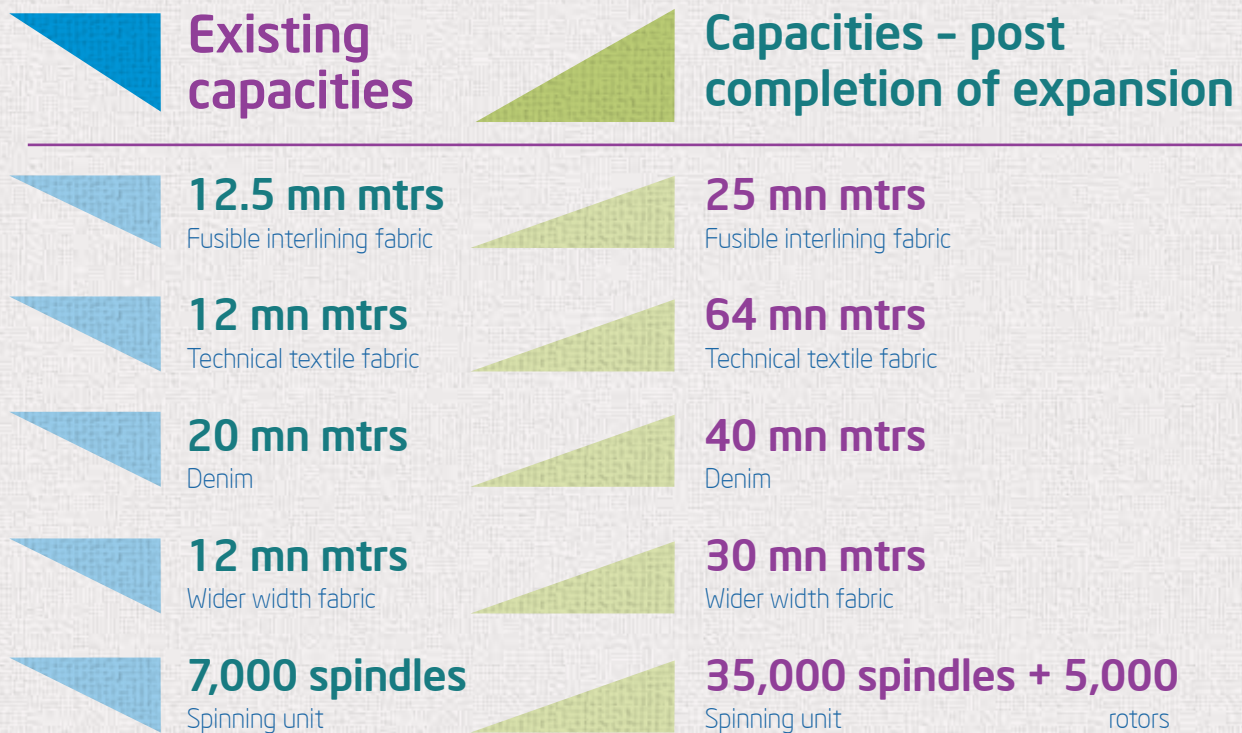 Existing
capacities
Capacities – post
completion of expansion
12.5 mn mtrs
Fusible interlining fabric
25 mn mtrs
Fusible interlining fabric
12 mn mtrs
Technical textile fabric
64 mn mtrs
Technical textile fabric
20 mn mtrs
Denim
40 mn mtrs
Denim
12 mn mtrs
Wider width fabric
30 mn mtrs
Wider width fabric
7,000 spindles
Spinning unit
35,000 spindles + 5,000
Spinning unit rotors